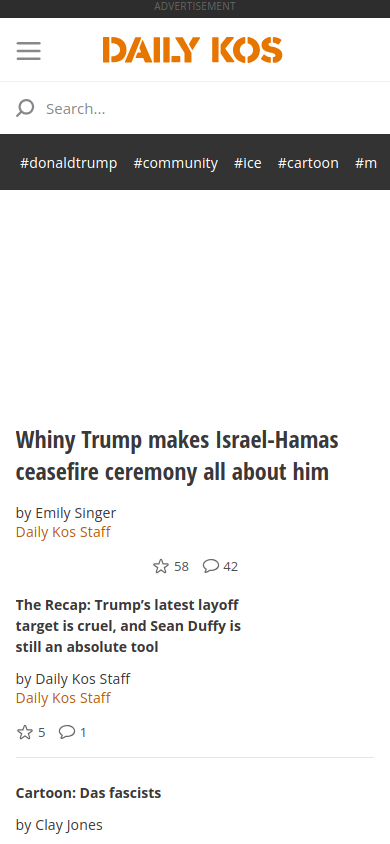 ADVERTISEMENT
DAILY KOS
Search...
#donaldtrump #community #ice #cartoon #m
Whiny Trump makes Israel-Hamas
ceasefire ceremony all about him
by Emily Singer
Daily Kos Staff
58 42
The Recap: Trump’s latest layoff
target is cruel, and Sean Duffy is
still an absolute tool
by Daily Kos Staff
Daily Kos Staff
5 1
Cartoon: Das fascists
by Clay Jones